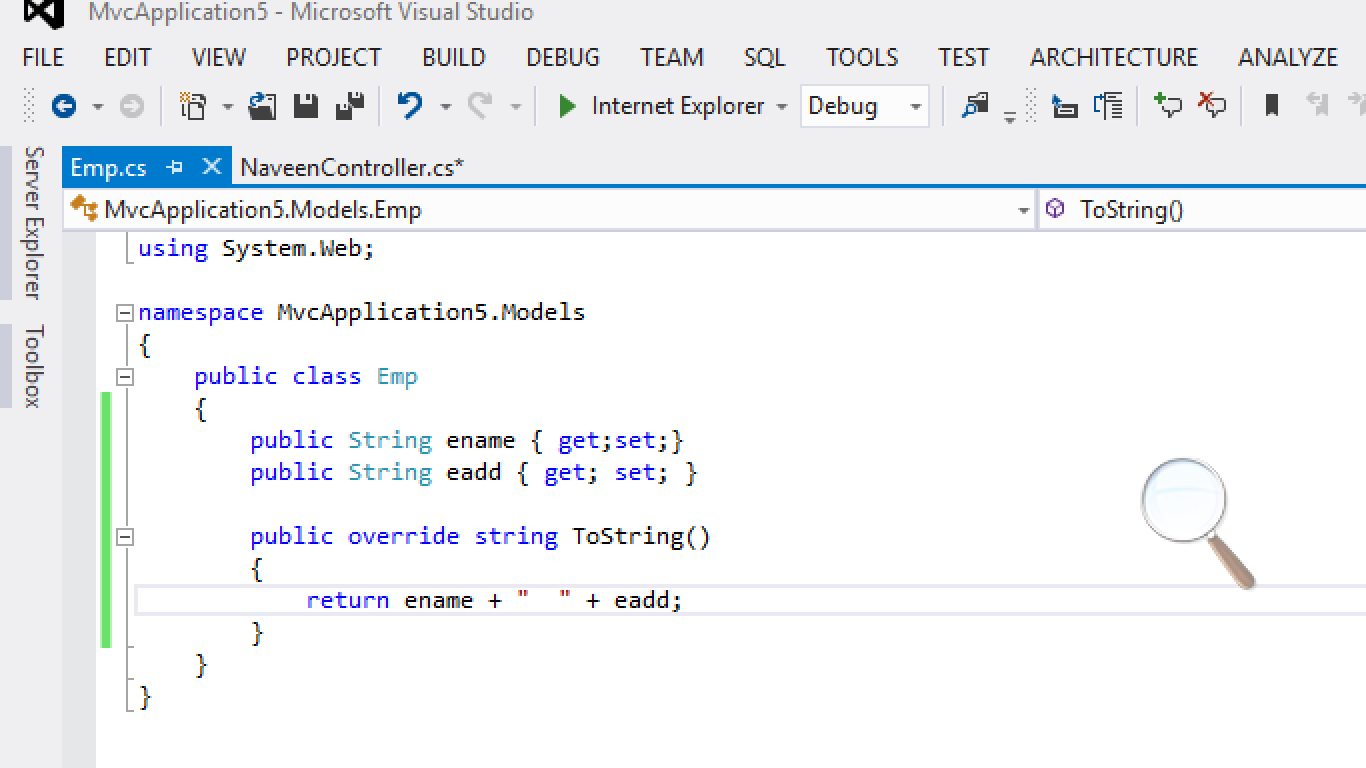 MvcApplication5 - Microsoft Visual Studio
FILE EDIT VIEW PROJECT BUILD DEBUG TEAM SQL TOOLS TEST ARCHITECTURE ANALYZE
Internet Explorer Debug
Server Explorer
Toolbox
Emp.cs NaveenController.cs*
MvcApplication5.Models.Emp ToString()
using System.Web;
namespace MvcApplication5.Models
{
public class Emp
{
public String ename { get;set;}
public String eadd { get; set; }
public override string ToString()
{
return ename + "  " + eadd;
}
}
}